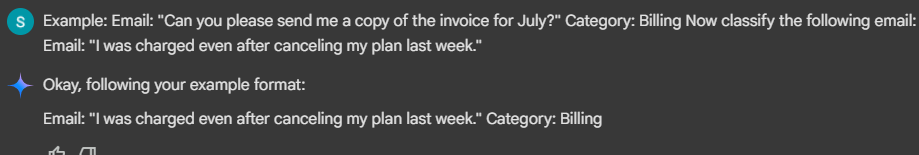 S
Example: Email: "Can you please send me a copy of the invoice for July?" Category: Billing Now classify the following email:
Email: "I was charged even after canceling my plan last week."
Okay, following your example format:
Email: "I was charged even after canceling my plan last week." Category: Billing